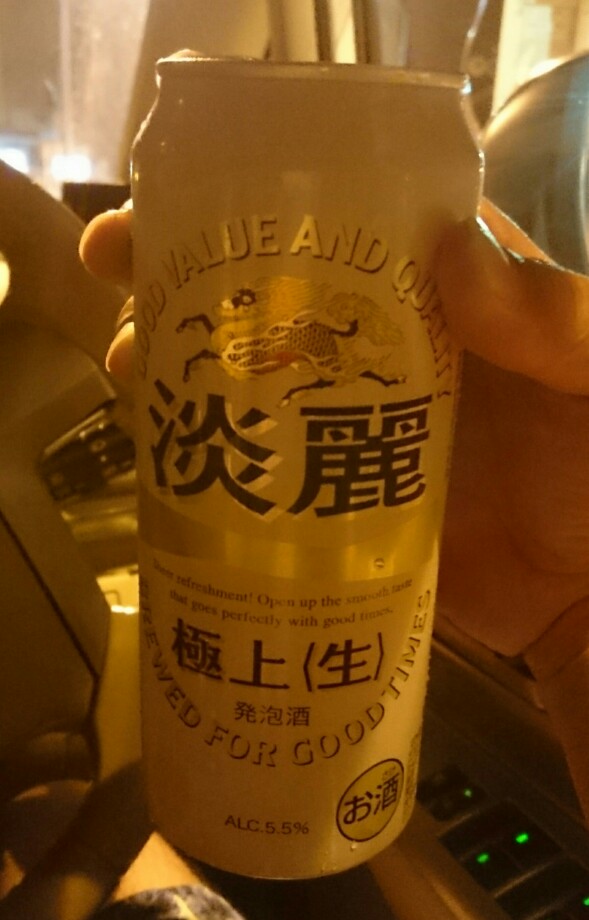 GOOD VALUE AND QUALITY
淡麗
refreshment! Open up the smooth taste
that goes perfectly with good times.
極上〈生〉
発泡酒
BREWED FOR GOOD TIMES
ALC.5.5%
お酒